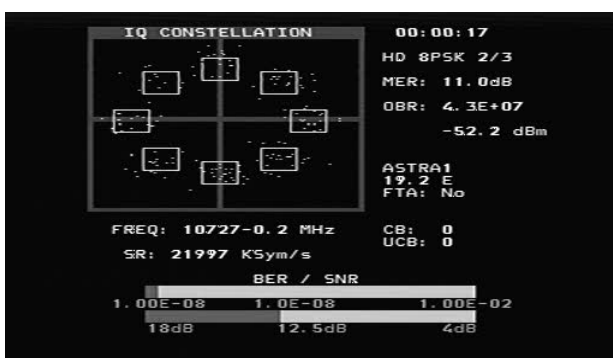 IQ CONSTELLATION 00:00:17
HD 8PSK 2/3
MER: 11.0dB
OBR: 4.3E+07
-52.2 dBm
ASTRA1
19.2 E
FTA: No
FREQ: 10727-0.2 MHz CB: 0
UCB: 0
SR: 21997 KSym/s
BER / SNR
1.00E-08 1.0E-08 1.00E-02
18dB 12.5dB 4dB